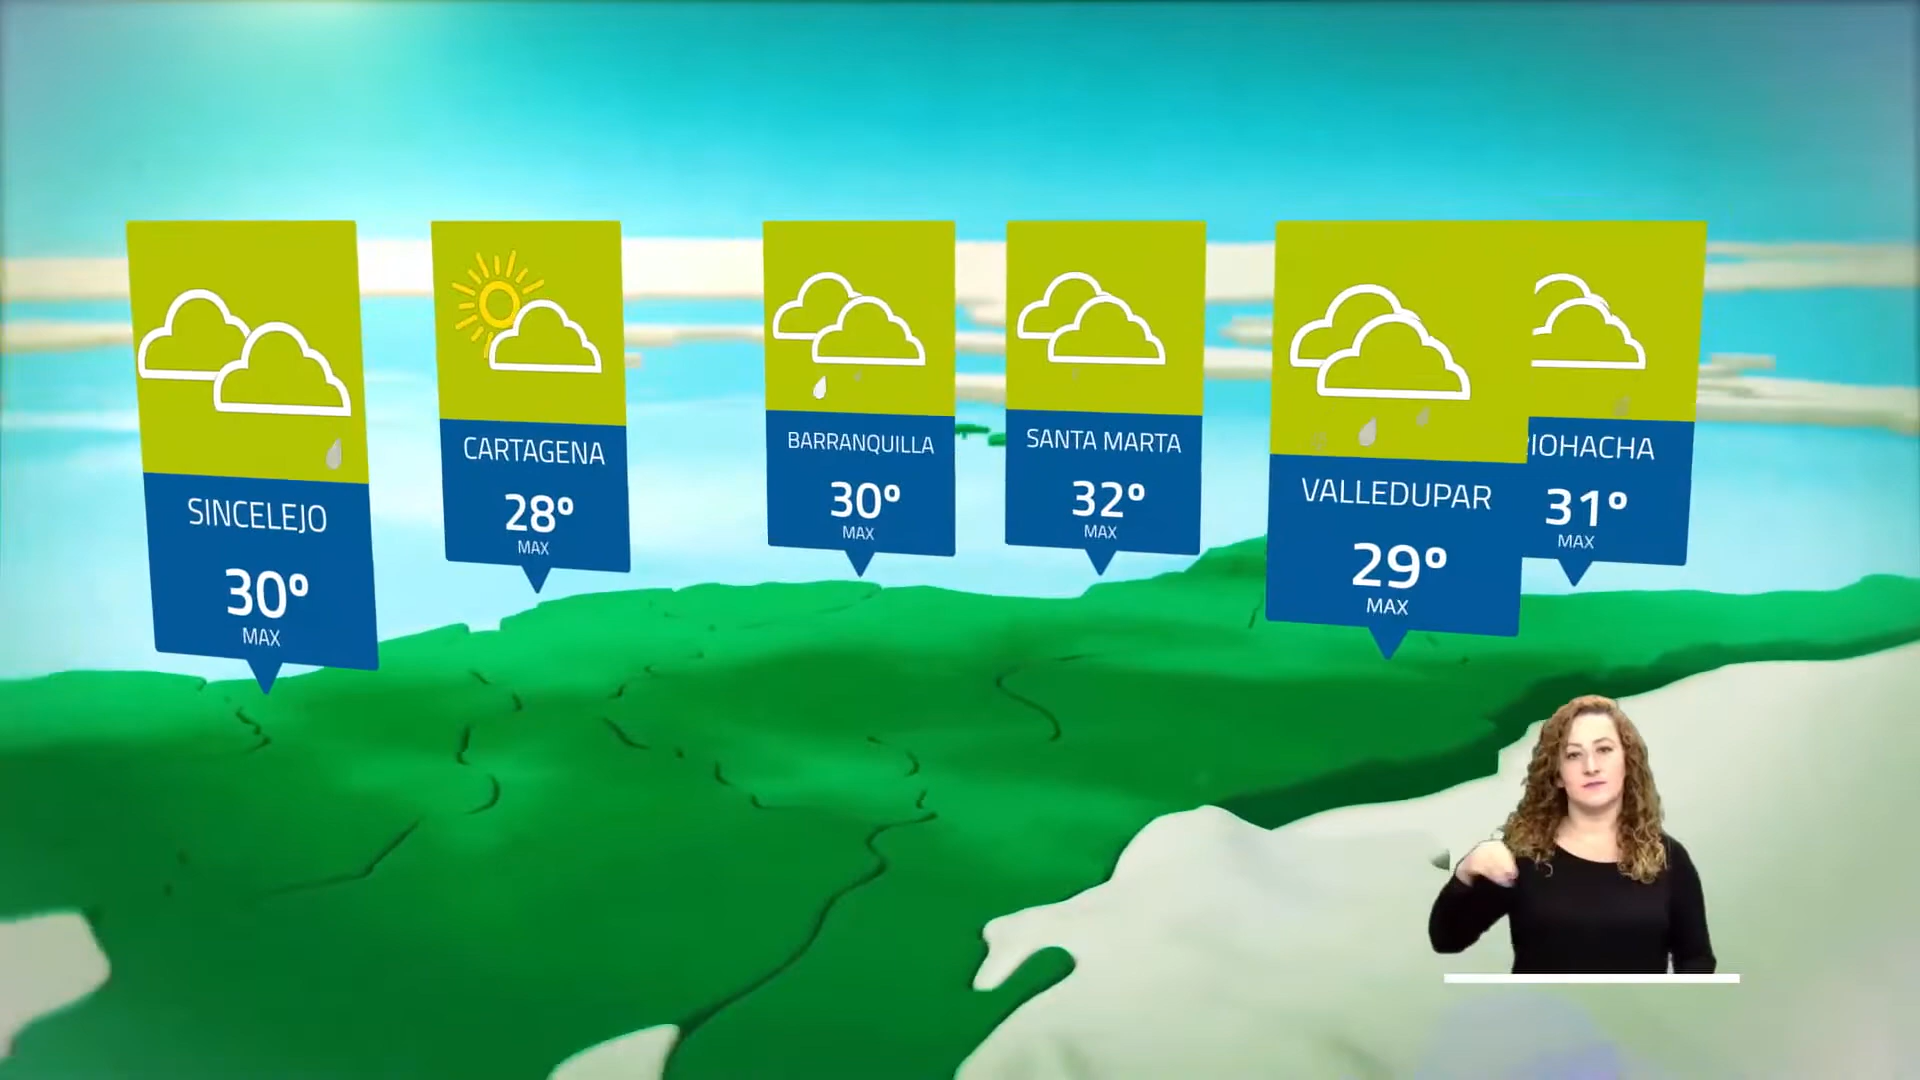 SINCELEJO
30º
MAX
CARTAGENA
28º
MAX
BARRANQUILLA
30º
MAX
SANTA MARTA
32º
MAX
VALLEDUPAR
29º
MAX
IOHACHA
31º
MAX